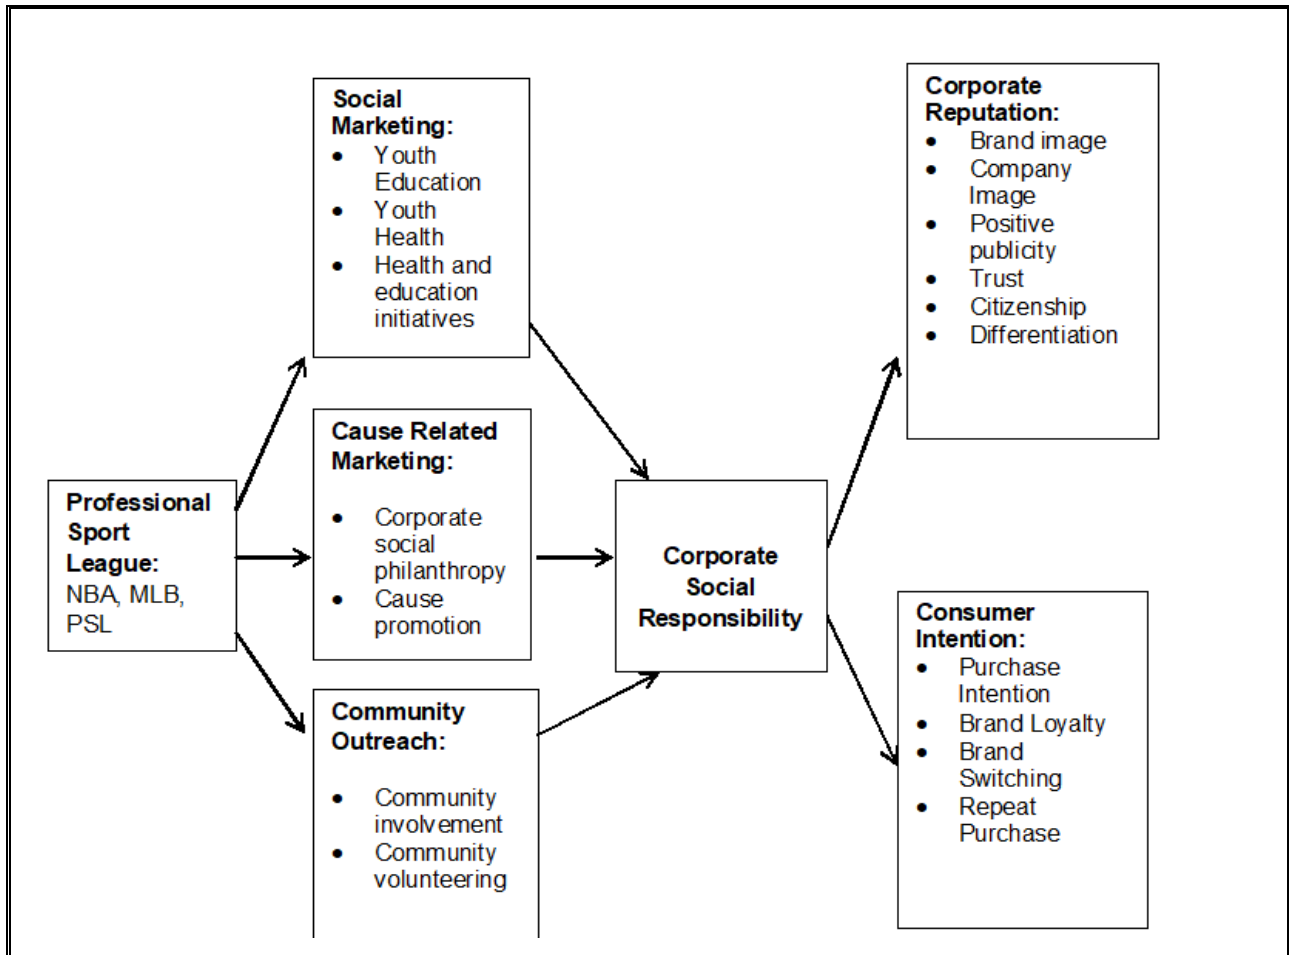 Professional
Sport
League:
NBA, MLB,
PSL
Social
Marketing:
• Youth
Education
• Youth
Health
• Health and
education
initiatives
Cause Related
Marketing:
• Corporate
social
philanthropy
• Cause
promotion
Community
Outreach:
• Community
involvement
• Community
volunteering
Corporate
Social
Responsibility
Corporate
Reputation:
• Brand image
• Company
Image
• Positive
publicity
• Trust
• Citizenship
• Differentiation
Consumer
Intention:
• Purchase
Intention
• Brand Loyalty
• Brand
Switching
• Repeat
Purchase